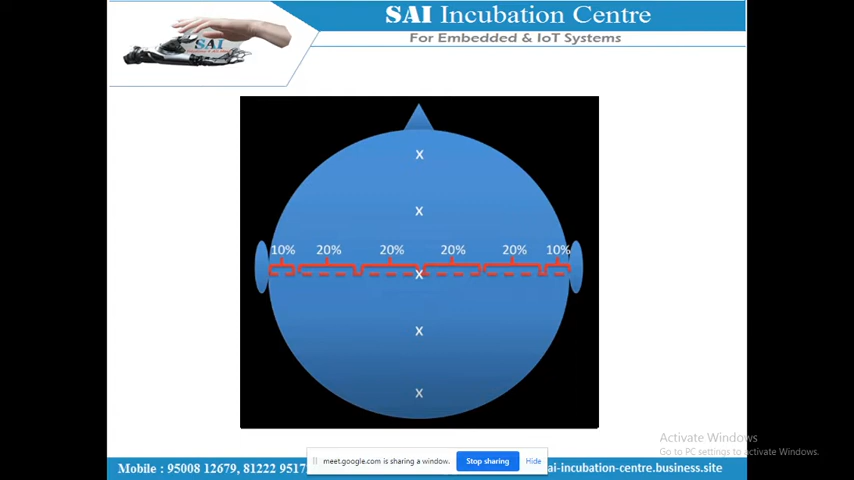 SAI Incubation Centre
For Embedded & IoT Systems
SAI
X
X
10% 20% 20% 20% 20% 10%
X
X
X
Activate Windows
Go to PC settings to activate Windows.
meet.google.com is sharing a window. Stop sharing Hide
Mobile : 95008 12679, 81222 9517
ai-incubation-centre.business.site